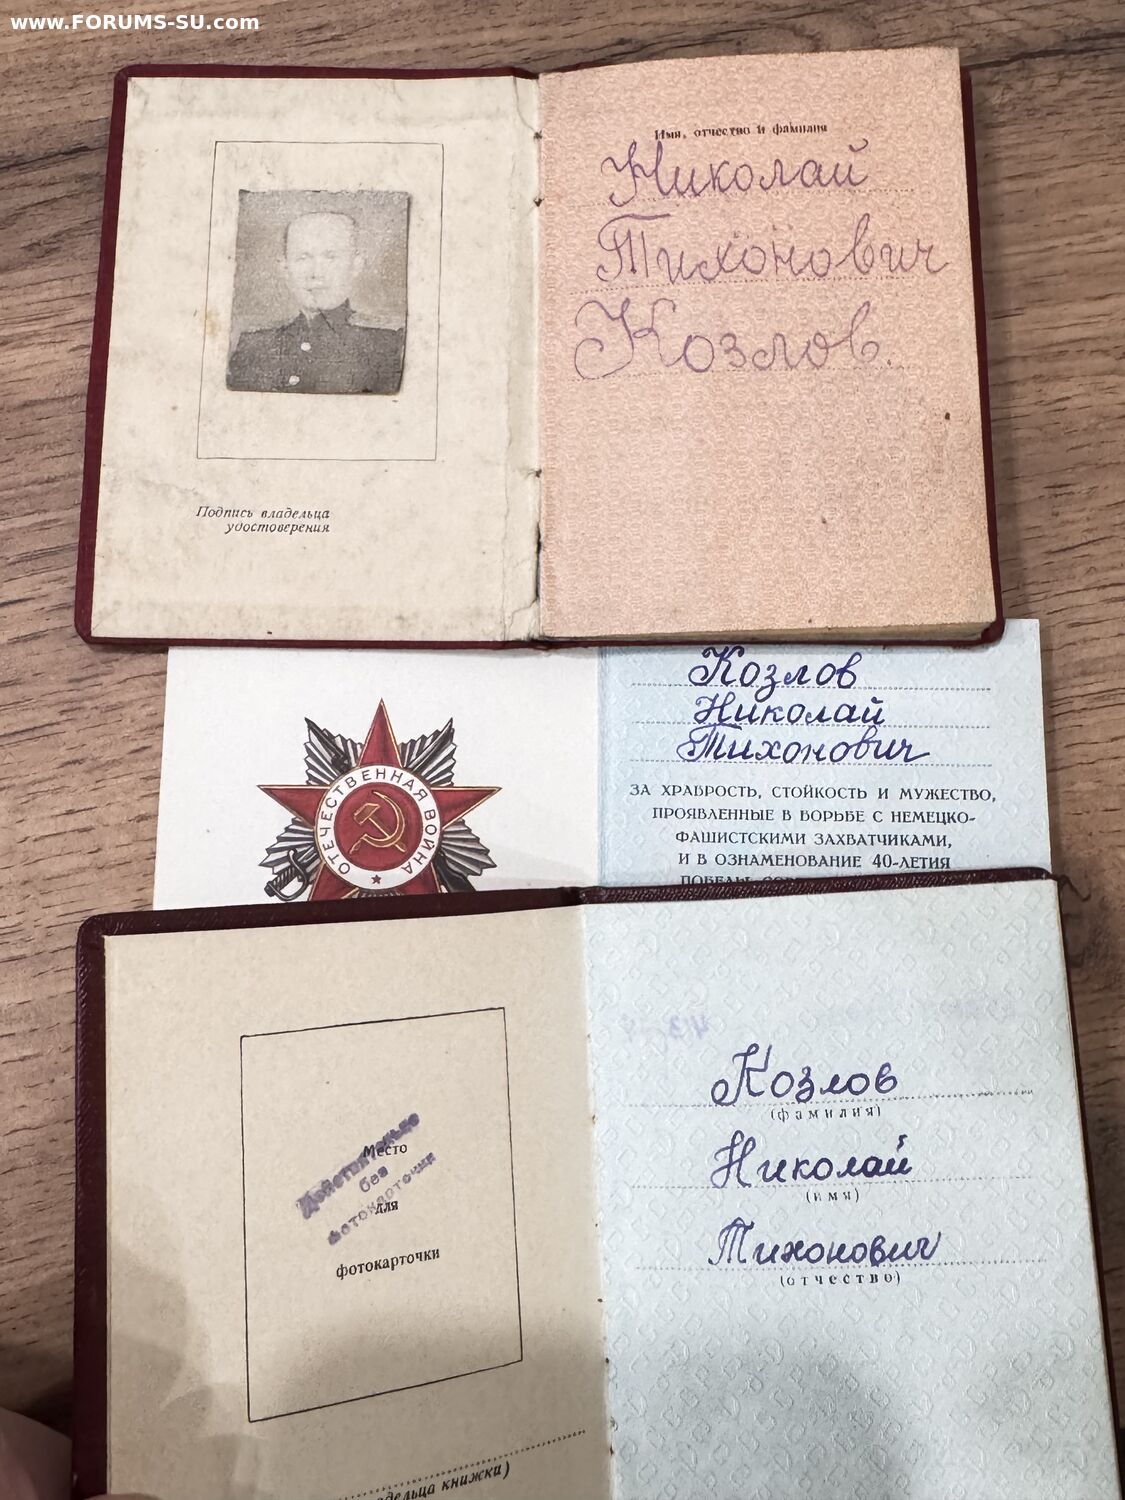 www.FORUMS-SU.com
Имя, отчество и фамилия
Николай
Тихонович
Козлов.
Подпись владельца
удостоверения
Козлов
Николай
Тихонович
ОТЕЧЕСТВЕННАЯ ВОЙНА
ЗА ХРАБРОСТЬ, СТОЙКОСТЬ И МУЖЕСТВО,
ПРОЯВЛЕННЫЕ В БОРЬБЕ С НЕМЕЦКО-
ФАШИСТСКИМИ ЗАХВАТЧИКАМИ,
И В ОЗНАМЕНОВАНИЕ 40-ЛЕТИЯ
ПОБЕДЫ
Место
для
фотокарточки
Действительно
без
фотокарточки
Козлов
(фамилия)
Николай
(имя)
Тихонович
(отчество)
книжки)